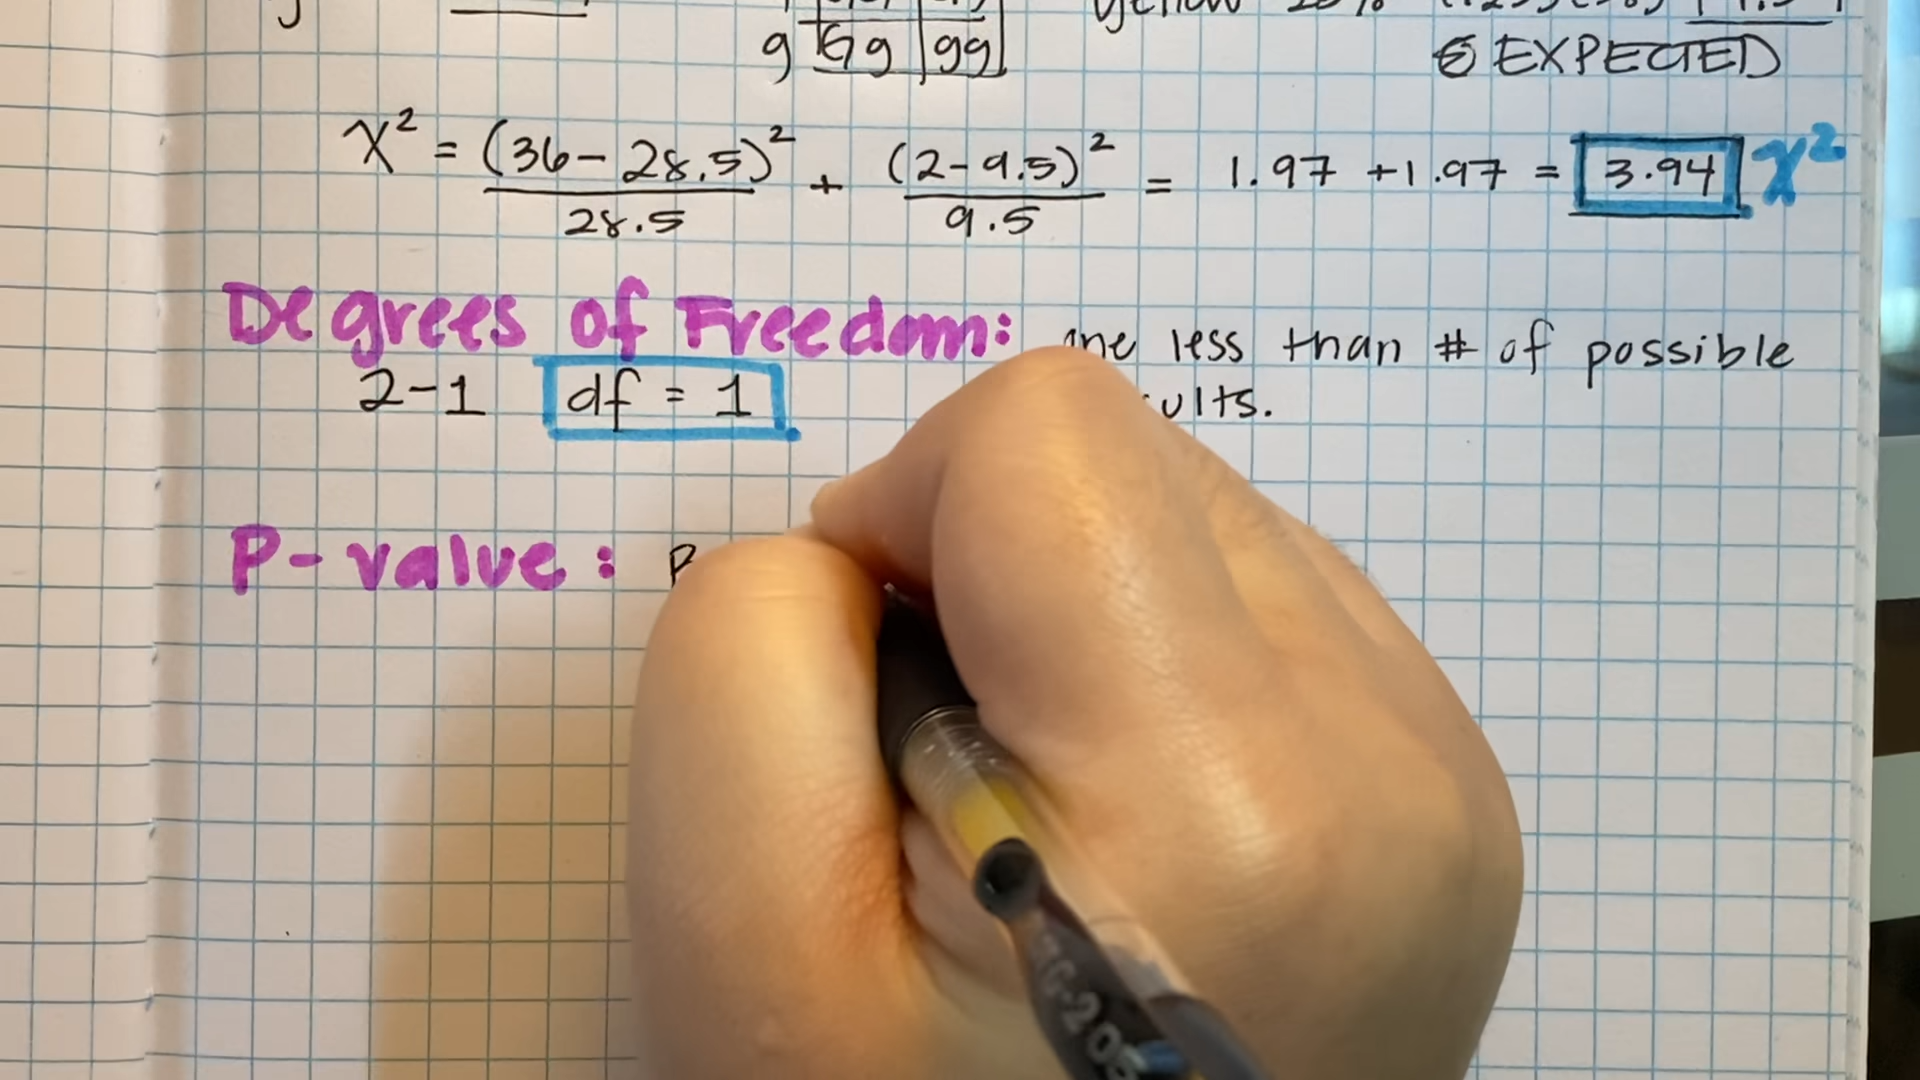 g Gg gg
EXPECTED
χ² = (36-28.5)²/28.5 + (2-9.5)²/9.5 = 1.97 +1.97 = 3.94 χ²
Degrees of Freedom: one less than # of possible
2-1 df = 1
P-value: P